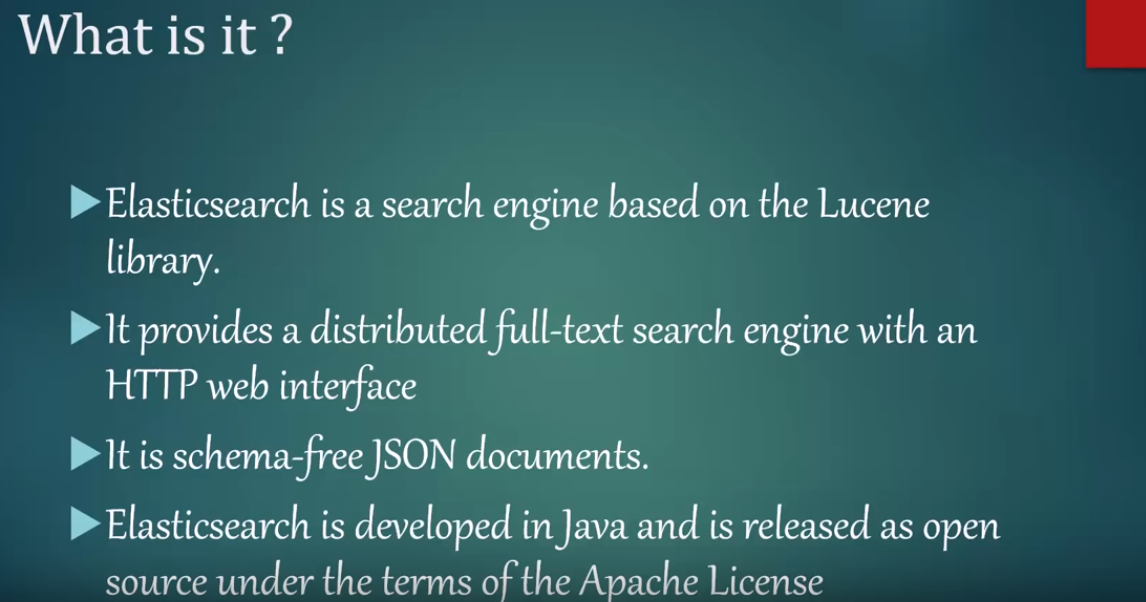 What is it ?
Elasticsearch is a search engine based on the Lucene
library.
It provides a distributed full-text search engine with an
HTTP web interface
It is schema-free JSON documents.
Elasticsearch is developed in Java and is released as open
source under the terms of the Apache License